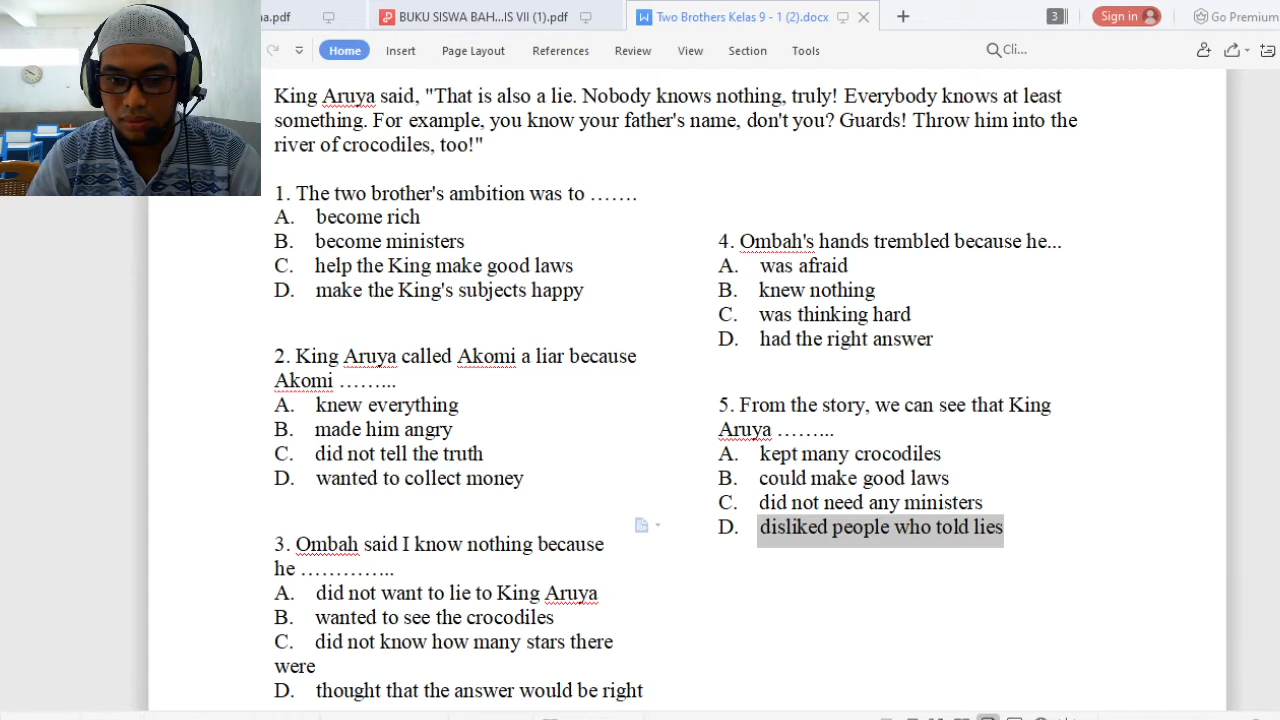 na.pdf
BUKU SISWA BAH...IS VII (1).pdf
Two Brothers Kelas 9 - 1 (2).docx
3
Sign in
Go Premium
Home
Insert
Page Layout
References
Review
View
Section
Tools
Cli...
King Aruya said, "That is also a lie. Nobody knows nothing, truly! Everybody knows at least
something. For example, you know your father's name, don't you? Guards! Throw him into the
river of crocodiles, too!"
1. The two brother's ambition was to …….
A. become rich
B. become ministers
C. help the King make good laws
D. make the King's subjects happy
2. King Aruya called Akomi a liar because
Akomi ……...
A. knew everything
B. made him angry
C. did not tell the truth
D. wanted to collect money
3. Ombah said I know nothing because
he …………..
A. did not want to lie to King Aruya
B. wanted to see the crocodiles
C. did not know how many stars there
were
D. thought that the answer would be right
4. Ombah's hands trembled because he...
A. was afraid
B. knew nothing
C. was thinking hard
D. had the right answer
5. From the story, we can see that King
Aruya ……...
A. kept many crocodiles
B. could make good laws
C. did not need any ministers
D. disliked people who told lies